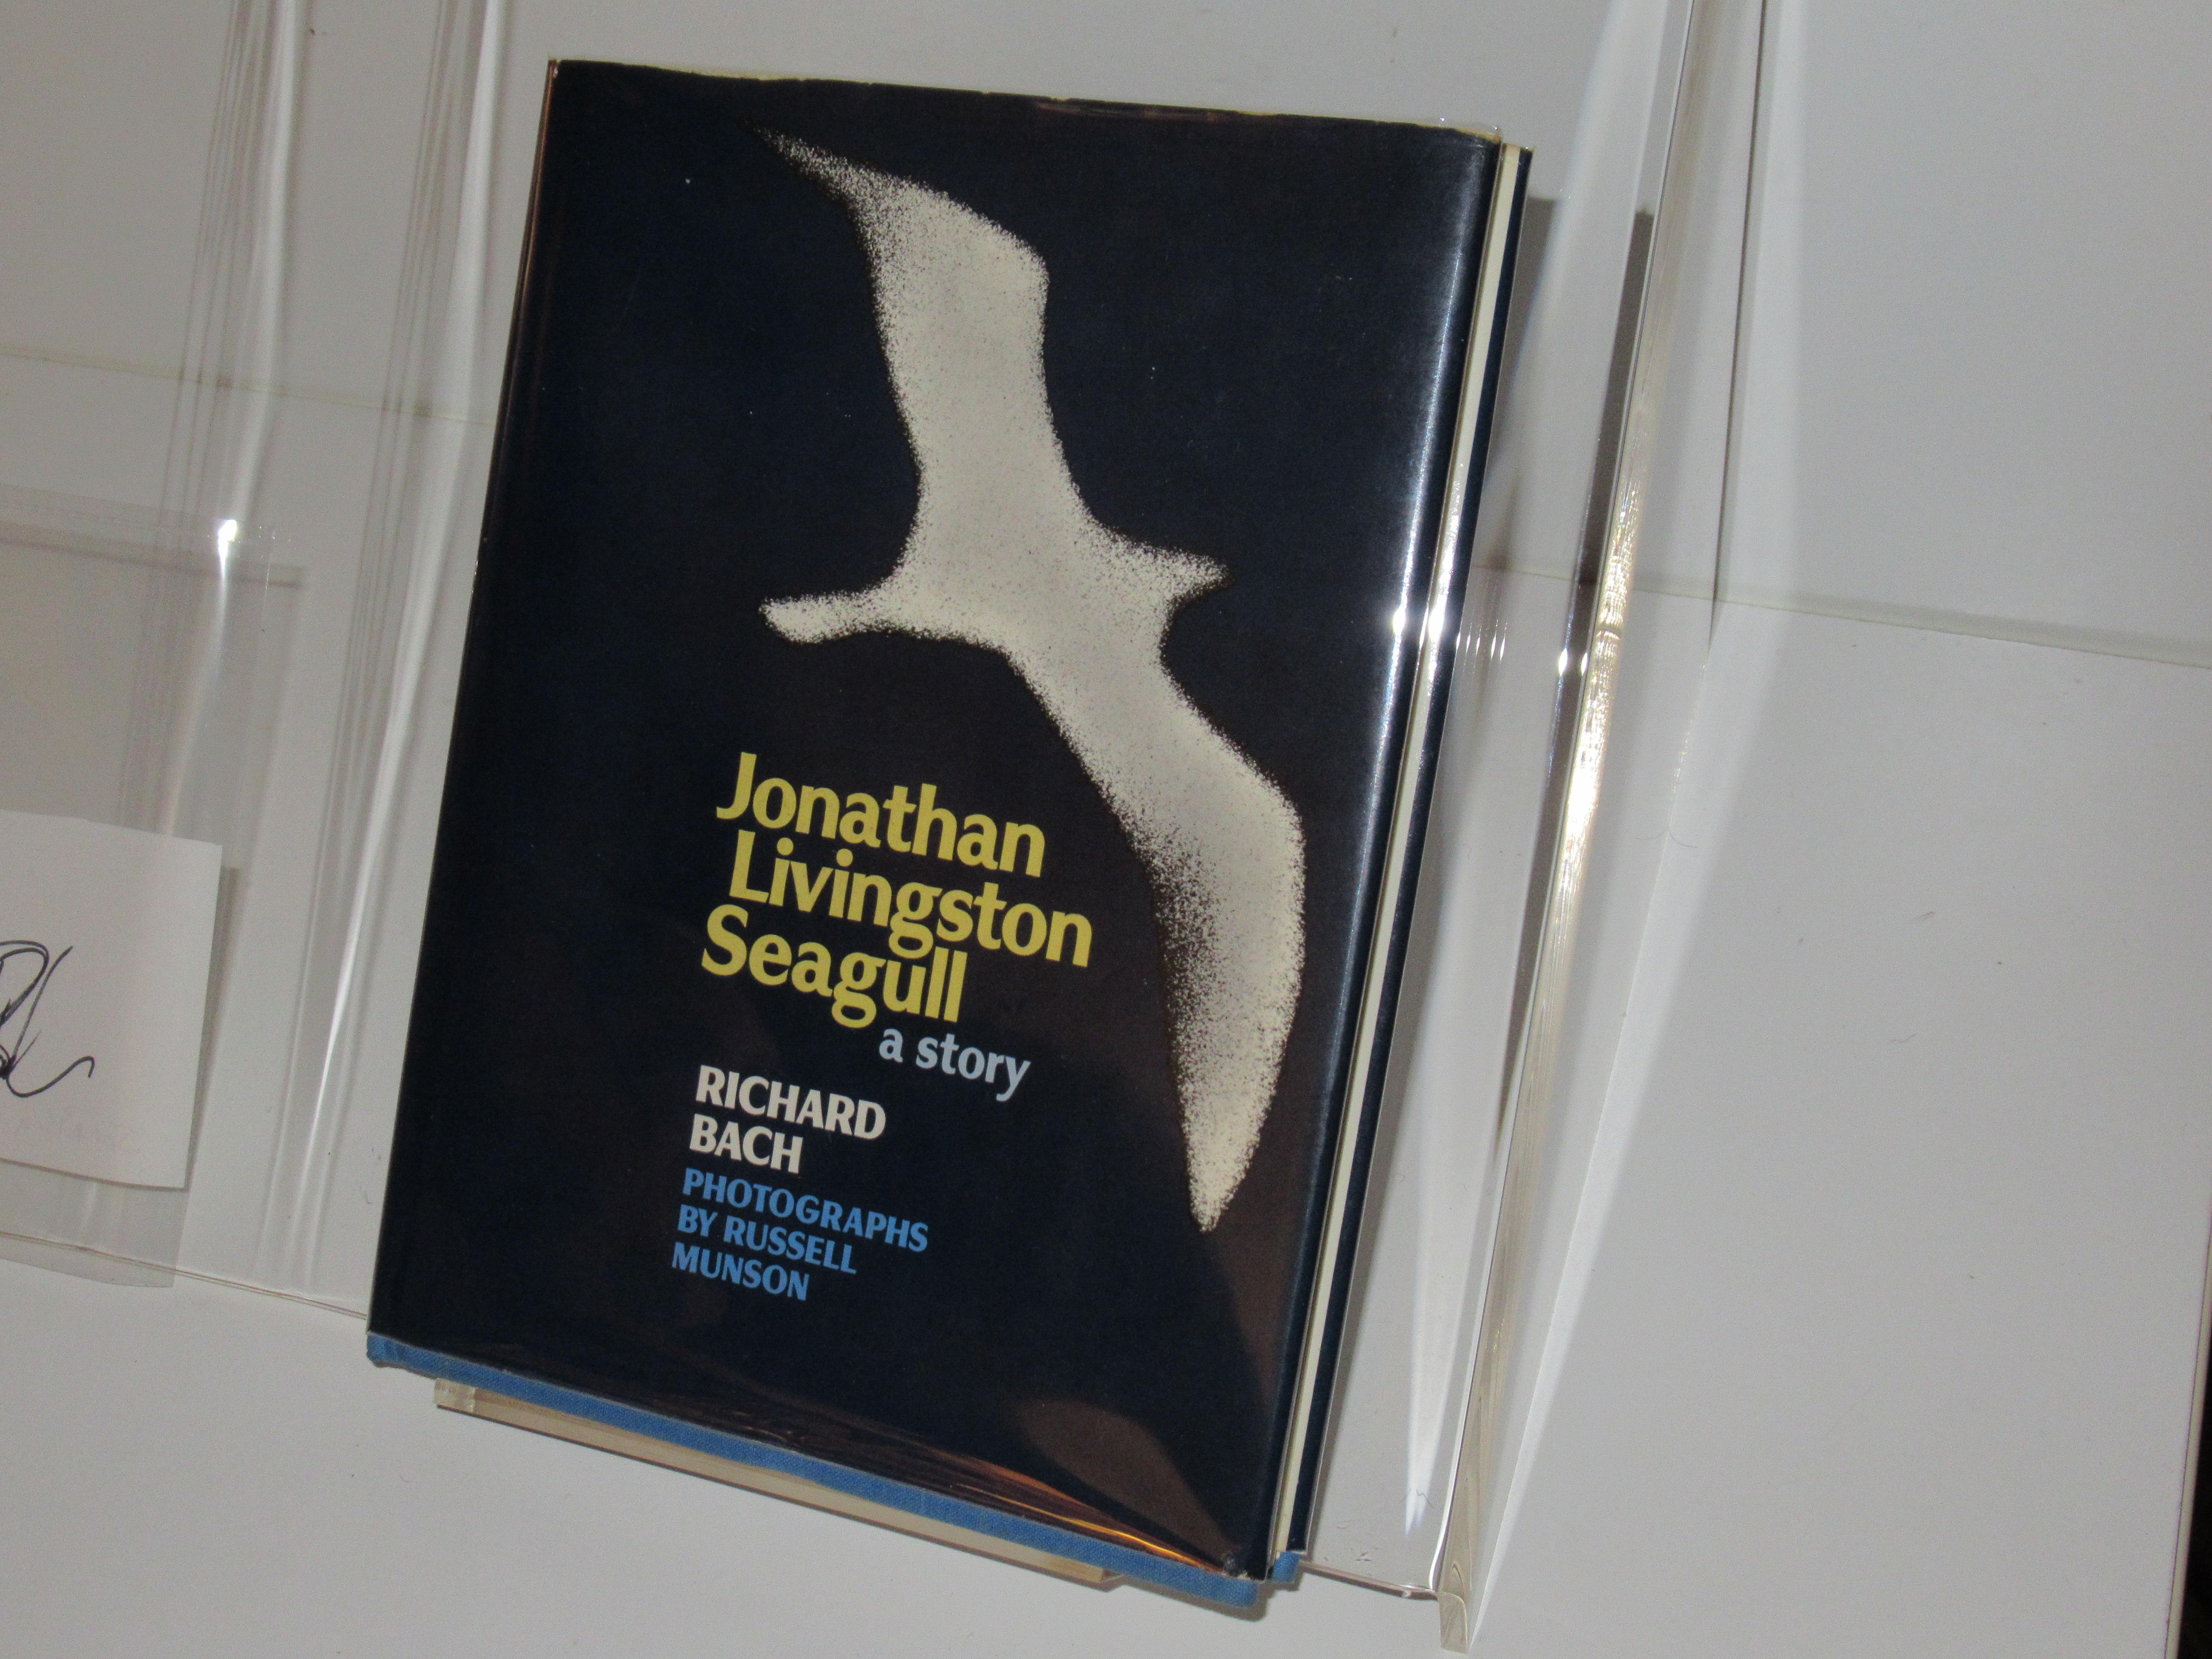 Jonathan
Livingston
Seagull
a story
RICHARD
BACH
PHOTOGRAPHS
BY RUSSELL
MUNSON